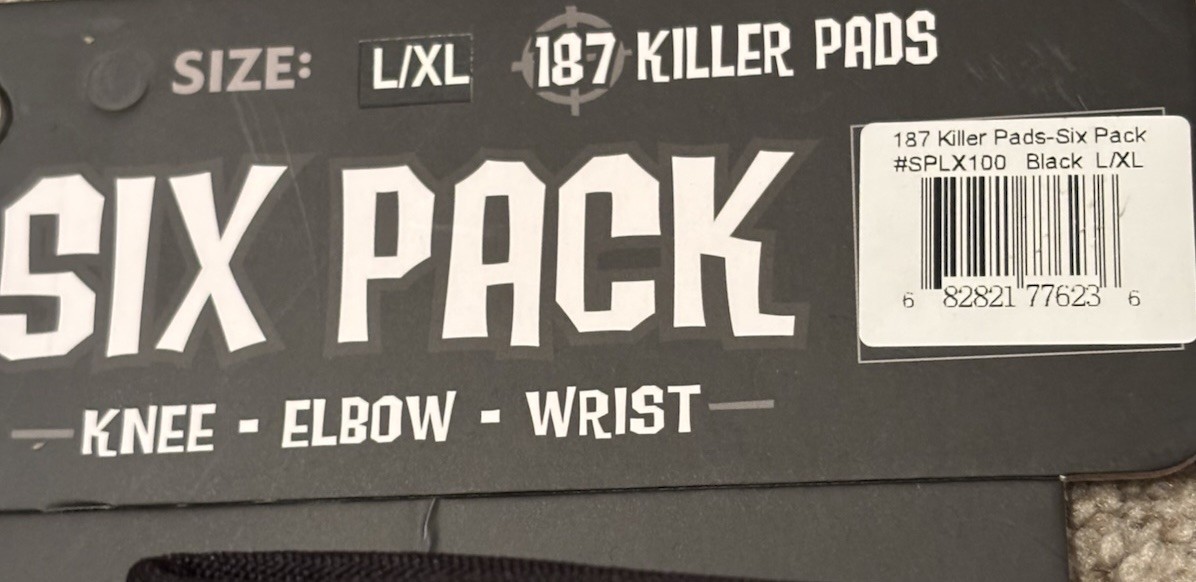 SIZE: L/XL 187 KILLER PADS
SIX PACK
KNEE - ELBOW - WRIST
187 Killer Pads-Six Pack
#SPLX100 Black L/XL
6 82821 77623 6